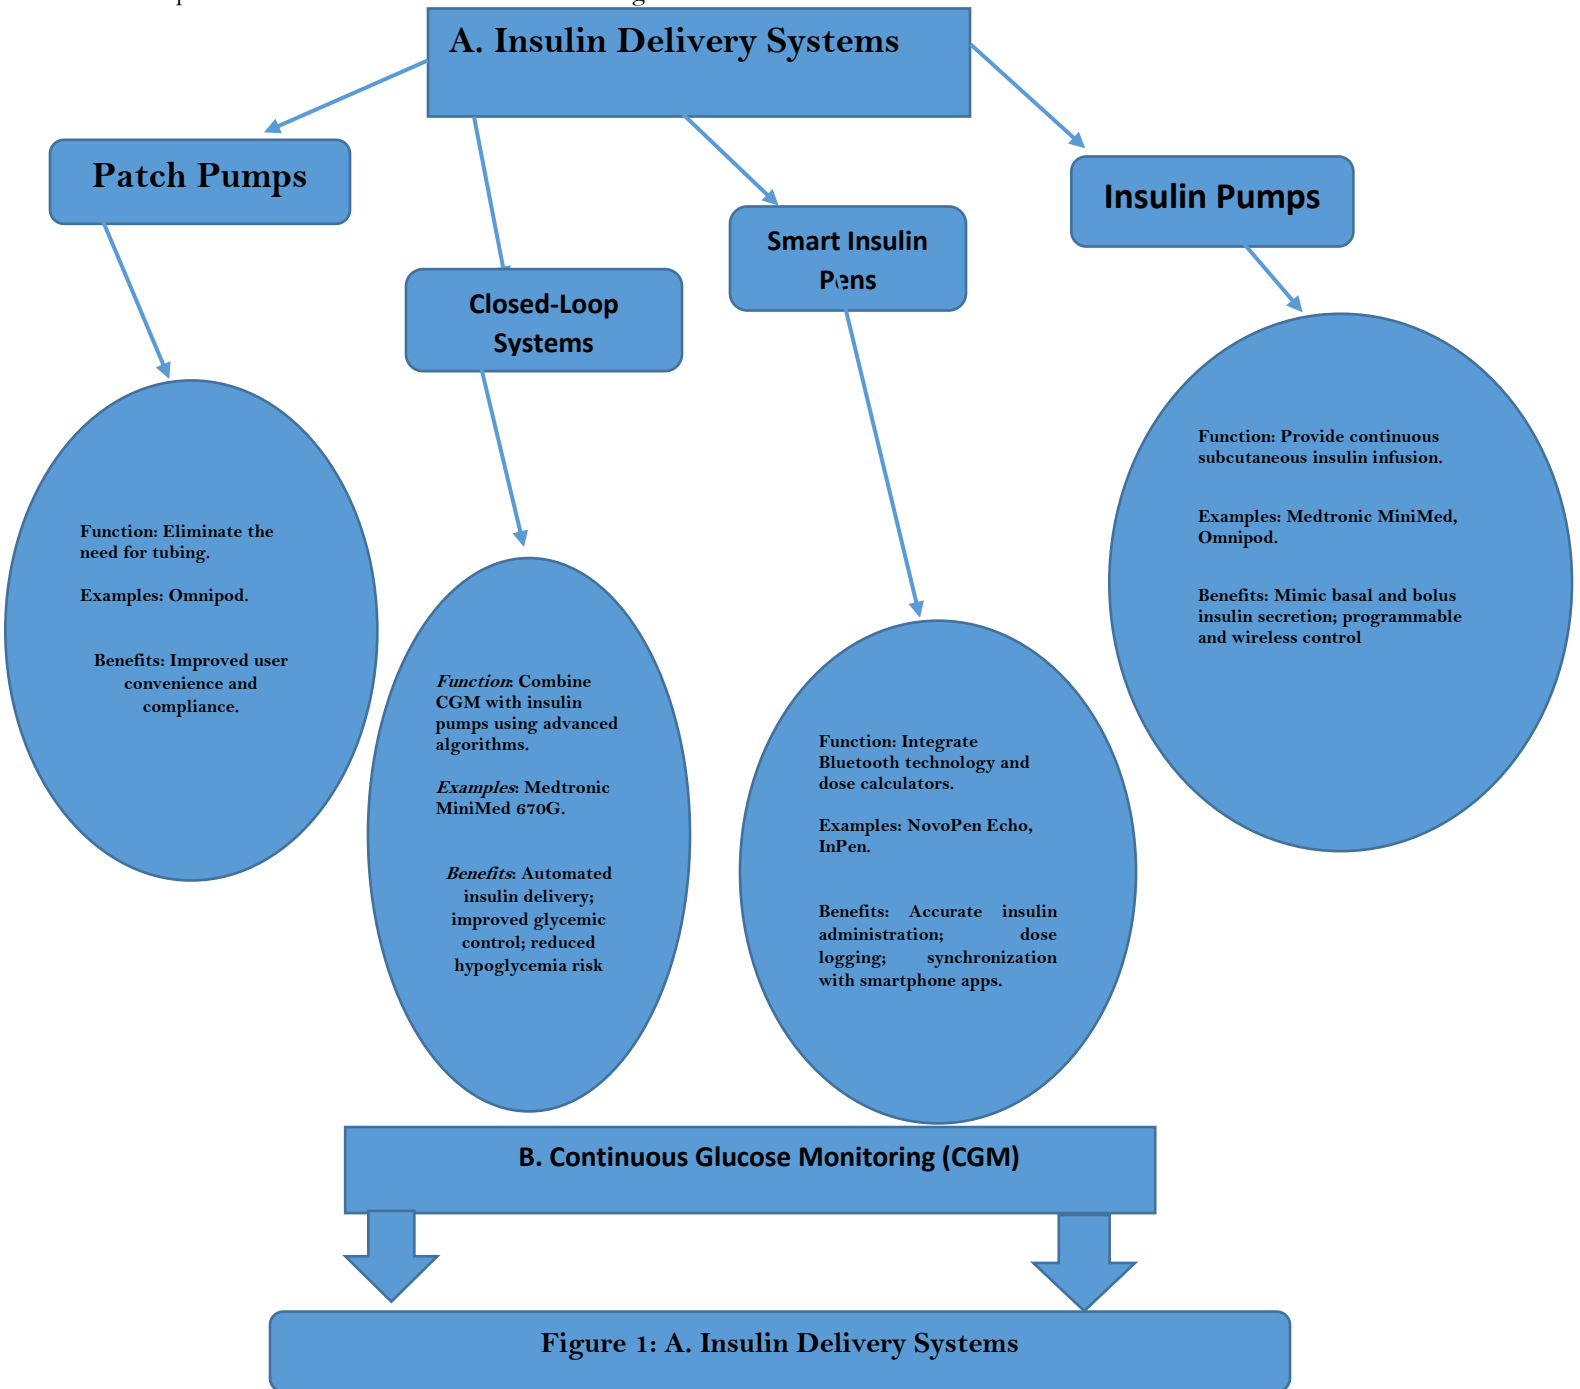 A. Insulin Delivery Systems
Patch Pumps
Insulin Pumps
Smart Insulin
Pens
Closed-Loop
Systems
Function: Eliminate the
need for tubing.
Examples: Omnipod.
Benefits: Improved user
convenience and
compliance.
Function: Combine
CGM with insulin
pumps using advanced
algorithms.
Examples: Medtronic
MiniMed 670G.
Benefits: Automated
insulin delivery;
improved glycemic
control; reduced
hypoglycemia risk
Function: Integrate
Bluetooth technology and
dose calculators.
Examples: NovoPen Echo,
InPen.
Benefits: Accurate insulin
administration; dose
logging; synchronization
with smartphone apps.
Function: Provide continuous
subcutaneous insulin infusion.
Examples: Medtronic MiniMed,
Omnipod.
Benefits: Mimic basal and bolus
insulin secretion; programmable
and wireless control
B. Continuous Glucose Monitoring (CGM)
Figure 1: A. Insulin Delivery Systems